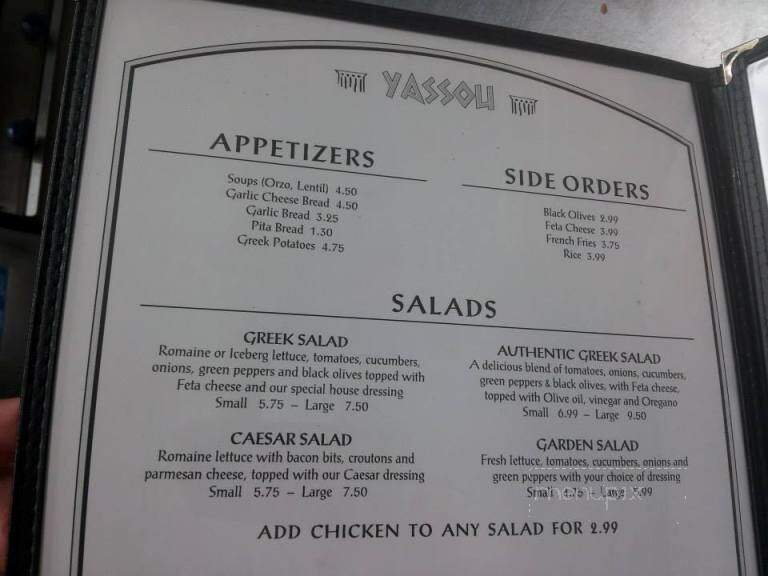 YASSOU
APPETIZERS
Soups (Orzo, Lentil) 4.50
Garlic Cheese Bread 4.50
Garlic Bread 3.25
Pita Bread 1.30
Greek Potatoes 4.75
SIDE ORDERS
Black Olives 2.99
Feta Cheese 3.99
French Fries 3.75
Rice 3.99
SALADS
GREEK SALAD
Romaine or Iceberg lettuce, tomatoes, cucumbers,
onions, green peppers and black olives topped with
Feta cheese and our special house dressing
Small 5.75 – Large 7.50
AUTHENTIC GREEK SALAD
A delicious blend of tomatoes, onions, cucumbers,
green peppers & black olives, with Feta cheese,
topped with Olive oil, vinegar and Oregano
Small 6.99 – Large 9.50
CAESAR SALAD
Romaine lettuce with bacon bits, croutons and
parmesan cheese, topped with our Caesar dressing
Small 5.75 – Large 7.50
GARDEN SALAD
Fresh lettuce, tomatoes, cucumbers, onions and
green peppers with your choice of dressing
Small 4.75 – Large
menupix
ADD CHICKEN TO ANY SALAD FOR 2.99